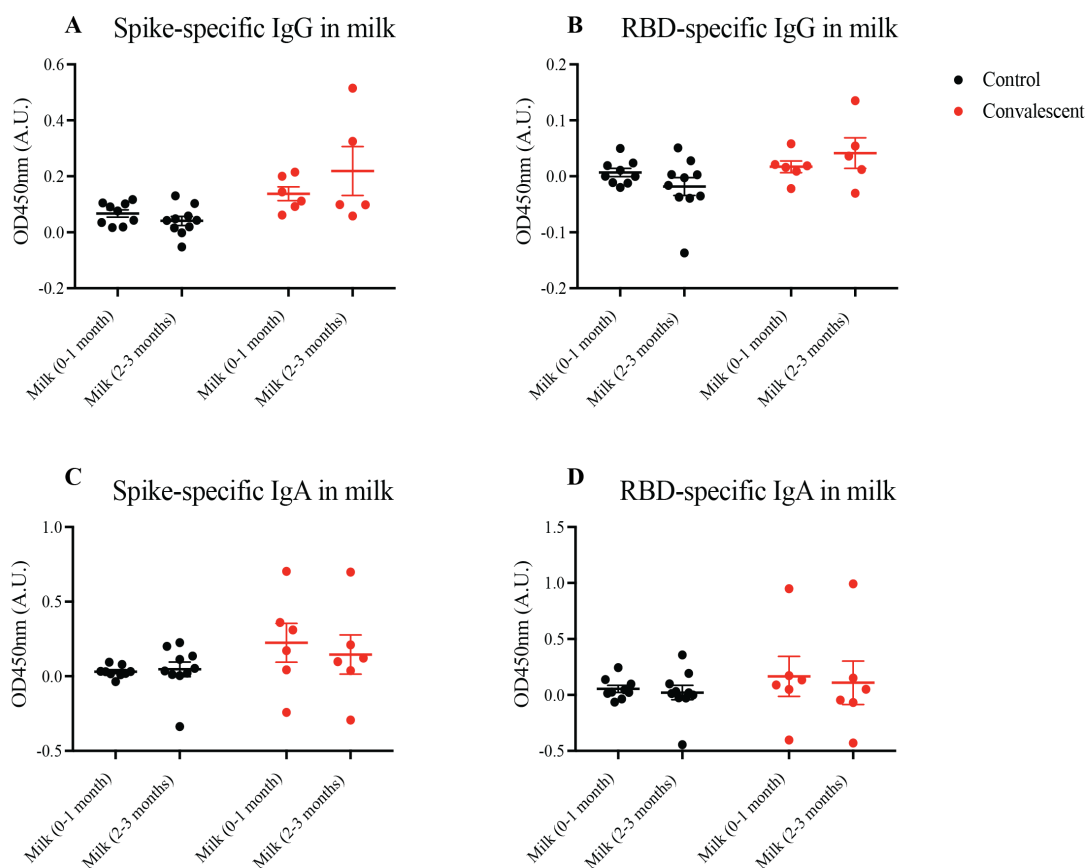 A Spike-specific IgG in milk
OD450nm (A.U.)
0.6
0.4
0.2
0.0
-0.2
Milk (0-1 month)
Milk (2-3 months)
Milk (0-1 month)
Milk (2-3 months)
B RBD-specific IgG in milk
OD450nm (A.U.)
0.2
0.1
0.0
-0.1
-0.2
Milk (0-1 month)
Milk (2-3 months)
Milk (0-1 month)
Milk (2-3 months)
Control
Convalescent
C Spike-specific IgA in milk
OD450nm (A.U.)
1.0
0.5
0.0
-0.5
Milk (0-1 month)
Milk (2-3 months)
Milk (0-1 month)
Milk (2-3 months)
D RBD-specific IgA in milk
OD450nm (A.U.)
1.5
1.0
0.5
0.0
-0.5
Milk (0-1 month)
Milk (2-3 months)
Milk (0-1 month)
Milk (2-3 months)